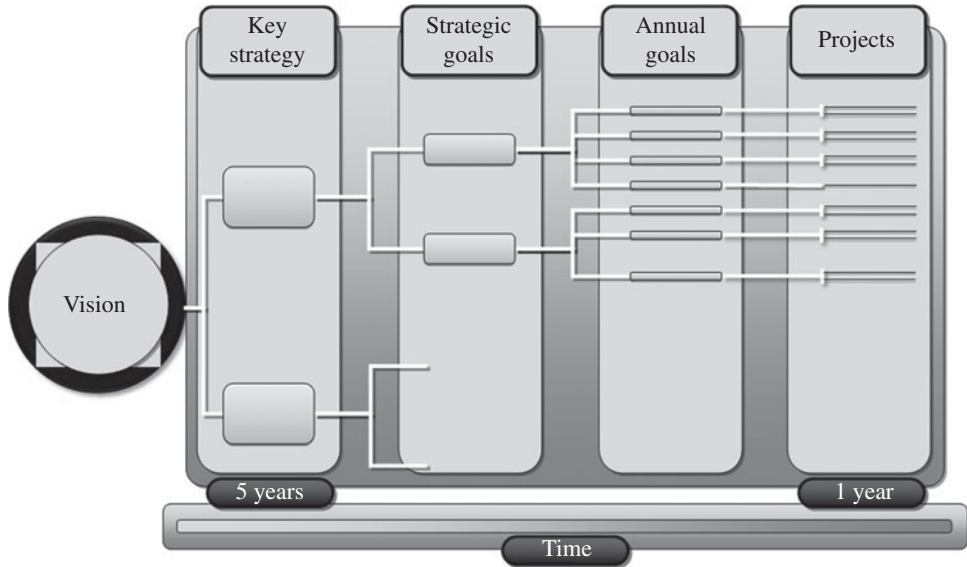 Key
strategy
Strategic
goals
Annual
goals
Projects
Vision
5 years
1 year
Time